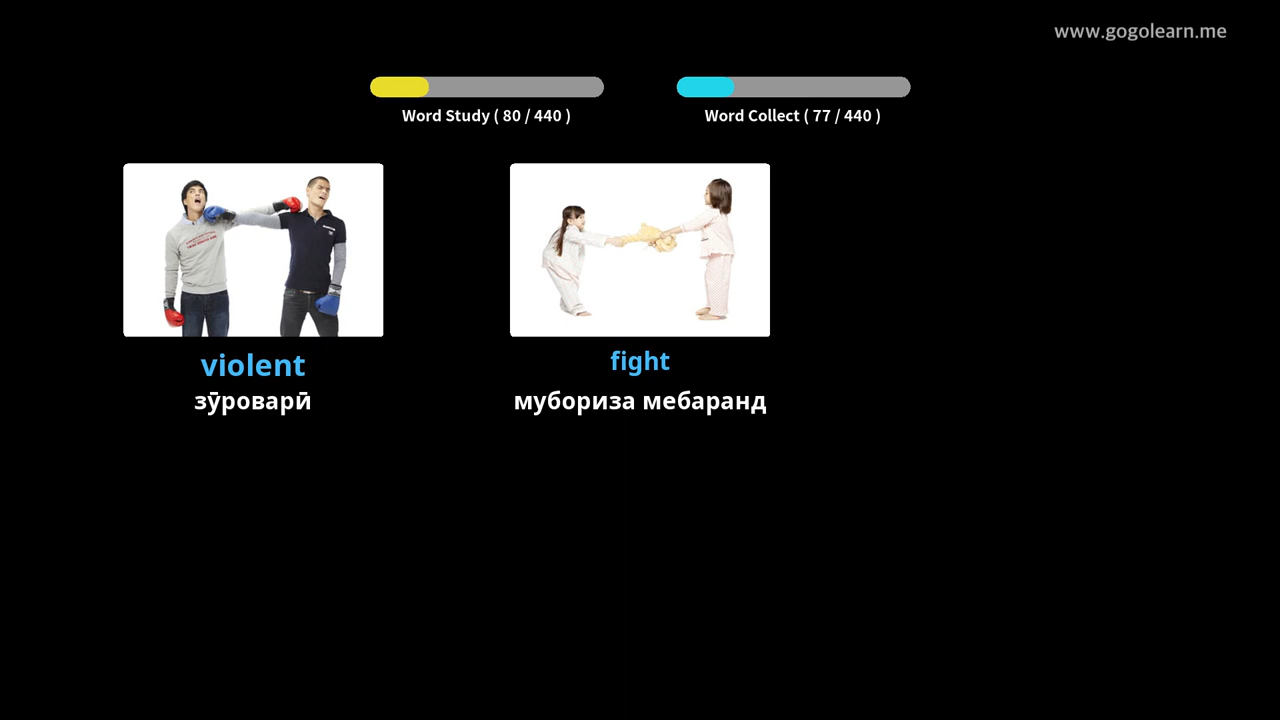 www.gogolearn.me
Word Study ( 80 / 440 )
Word Collect ( 77 / 440 )
violent
зӯроварӣ
fight
мубориза мебаранд